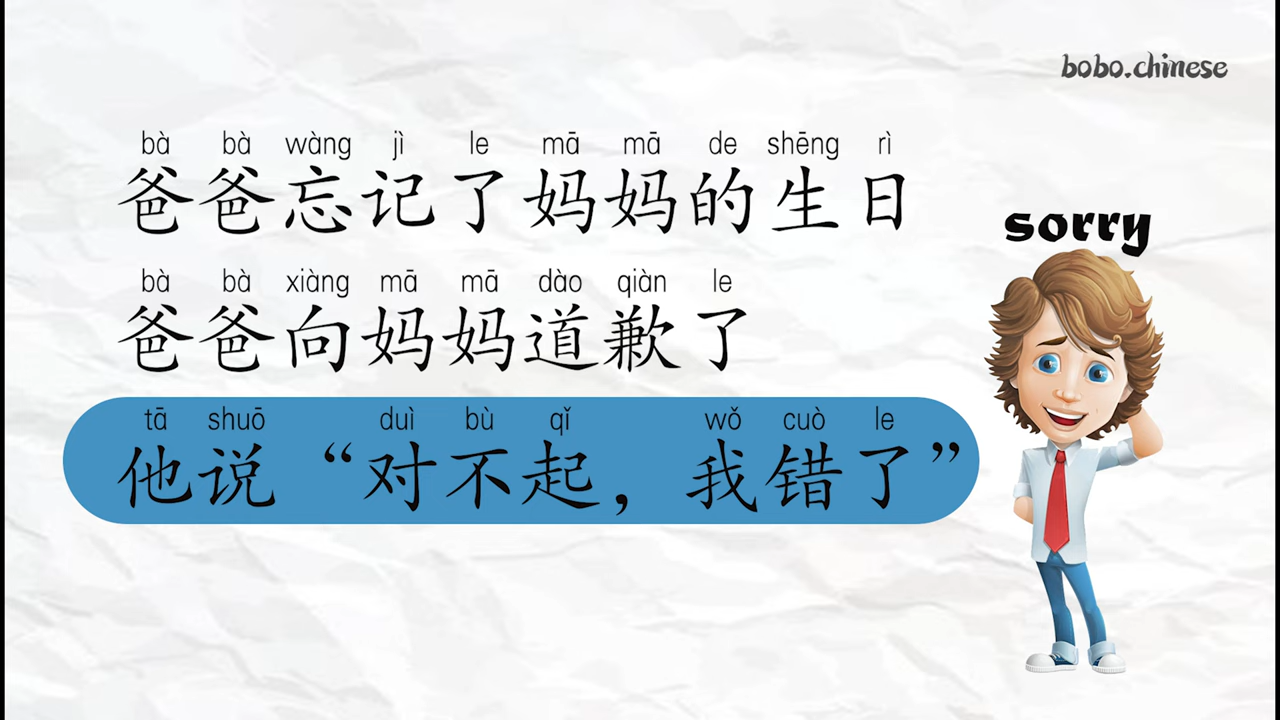 bobo.chinese
bà bà wàng jì le mā mā de shēng rì
爸爸忘记了妈妈的生日
bà bà xiàng mā mā dào qiàn le
爸爸向妈妈道歉了
tā shuō duì bù qǐ wǒ cuò le
他说“对不起，我错了”
sorry